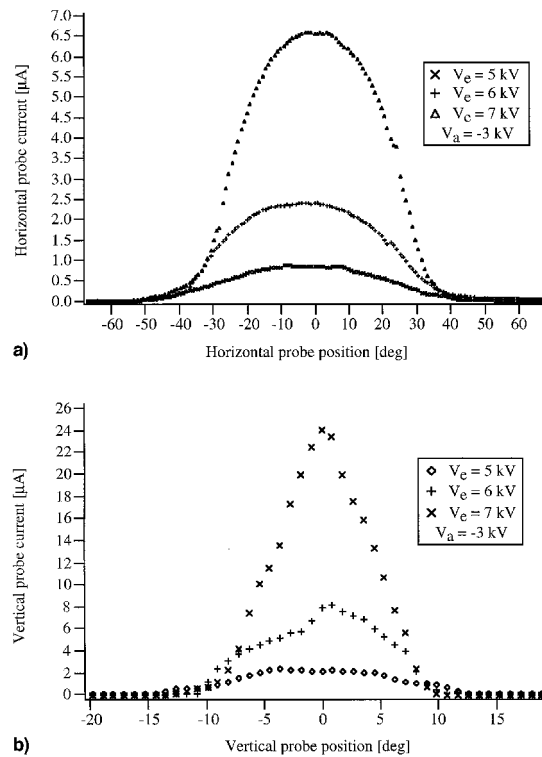 7.0
6.5
6.0
5.5
5.0
4.5
4.0
3.5
3.0
2.5
2.0
1.5
1.0
0.5
0.0
Horizontal probe current [µA]
× Ve = 5 kV
+ Ve = 6 kV
△ Vc = 7 kV
Va = -3 kV
-60 -50 -40 -30 -20 -10 0 10 20 30 40 50 60
a)
Horizontal probe position [deg]
26
24
22
20
18
16
14
12
10
8
6
4
2
0
Vertical probe current [µA]
◇ Ve = 5 kV
+ Ve = 6 kV
× Ve = 7 kV
Va = -3 kV
-20 -15 -10 -5 0 5 10 15
b)
Vertical probe position [deg]